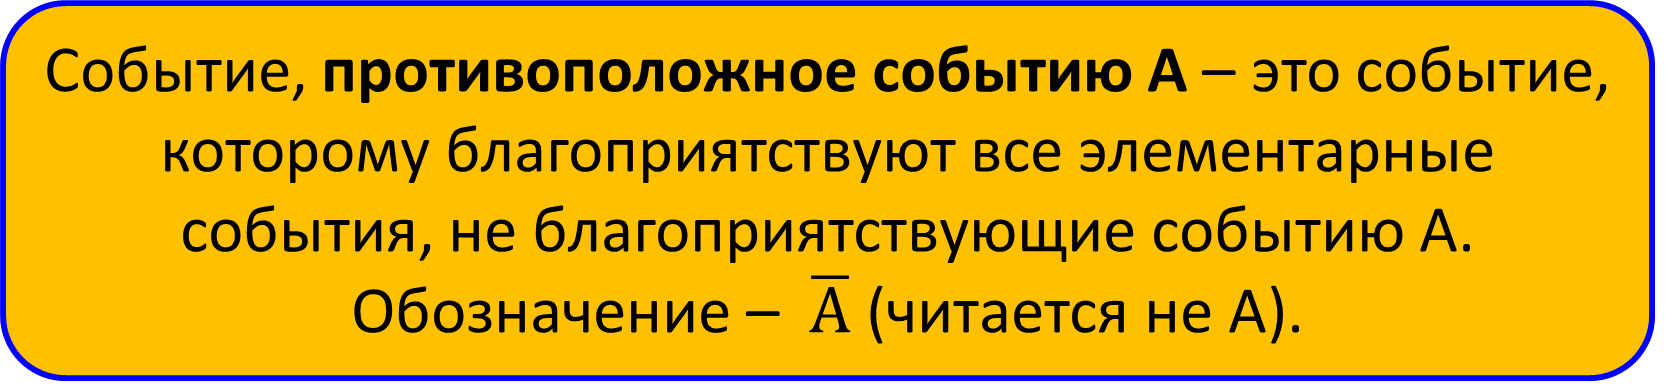 Событие, противоположное событию А – это событие,
которому благоприятствуют все элементарные
события, не благоприятствующие событию А.
Обозначение – A̅ (читается не А).